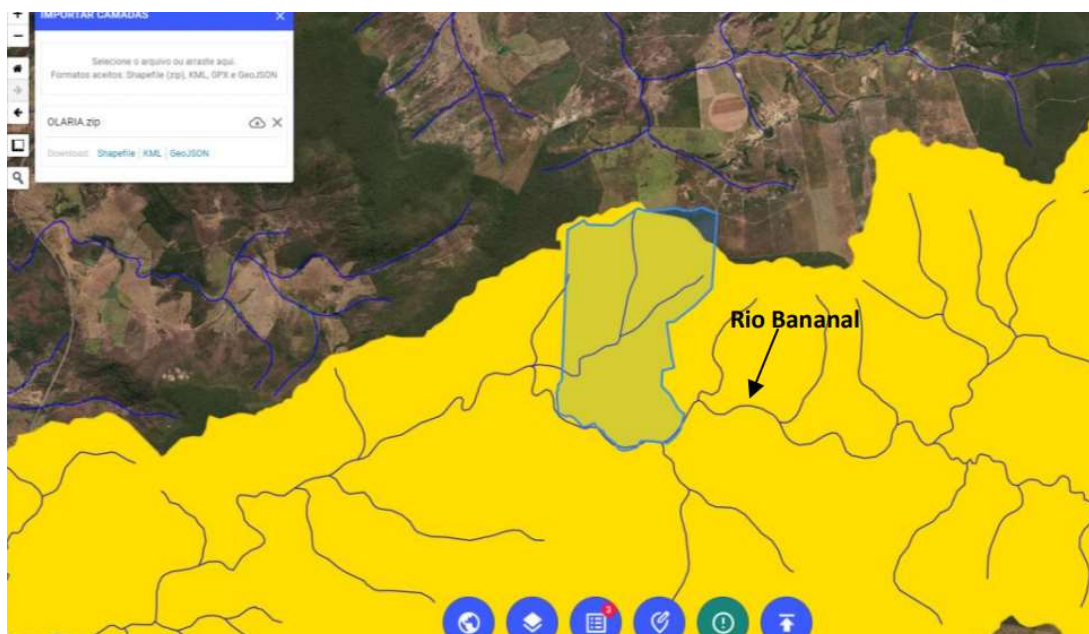 IMPORTAR CAMADAS
Selecione o arquivo ou arraste aqui.
Formatos aceitos: Shapefile (zip), KML, GPX e GeoJSON
OLARIA.zip
Download: Shapefile | KML | GeoJSON
Rio Bananal
3